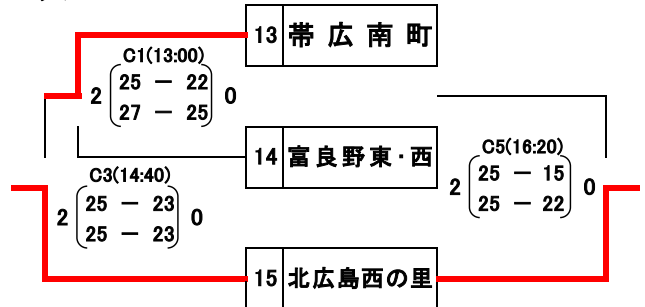 13 帯広南町
C1(13:00)
2 25 － 22 0
27 － 25
14 富良野東・西
C5(16:20)
2 25 － 15 0
25 － 22
C3(14:40)
2 25 － 23 0
25 － 23
15 北広島西の里